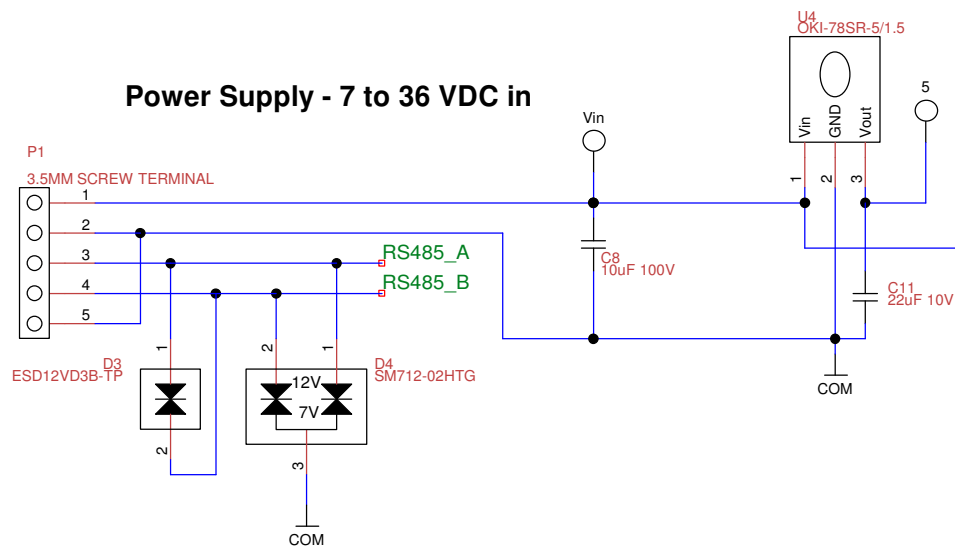 U4
OKI-78SR-5/1.5
Power Supply - 7 to 36 VDC in
Vin
5
Vin
GND
Vout
1
2
3
P1
3.5MM SCREW TERMINAL
1
2
3
4
5
RS485_A
RS485_B
C8
10uF 100V
C11
22uF 10V
D3
ESD12VD3B-TP
1
2
D4
SM712-02HTG
2
1
12V
7V
3
COM
COM